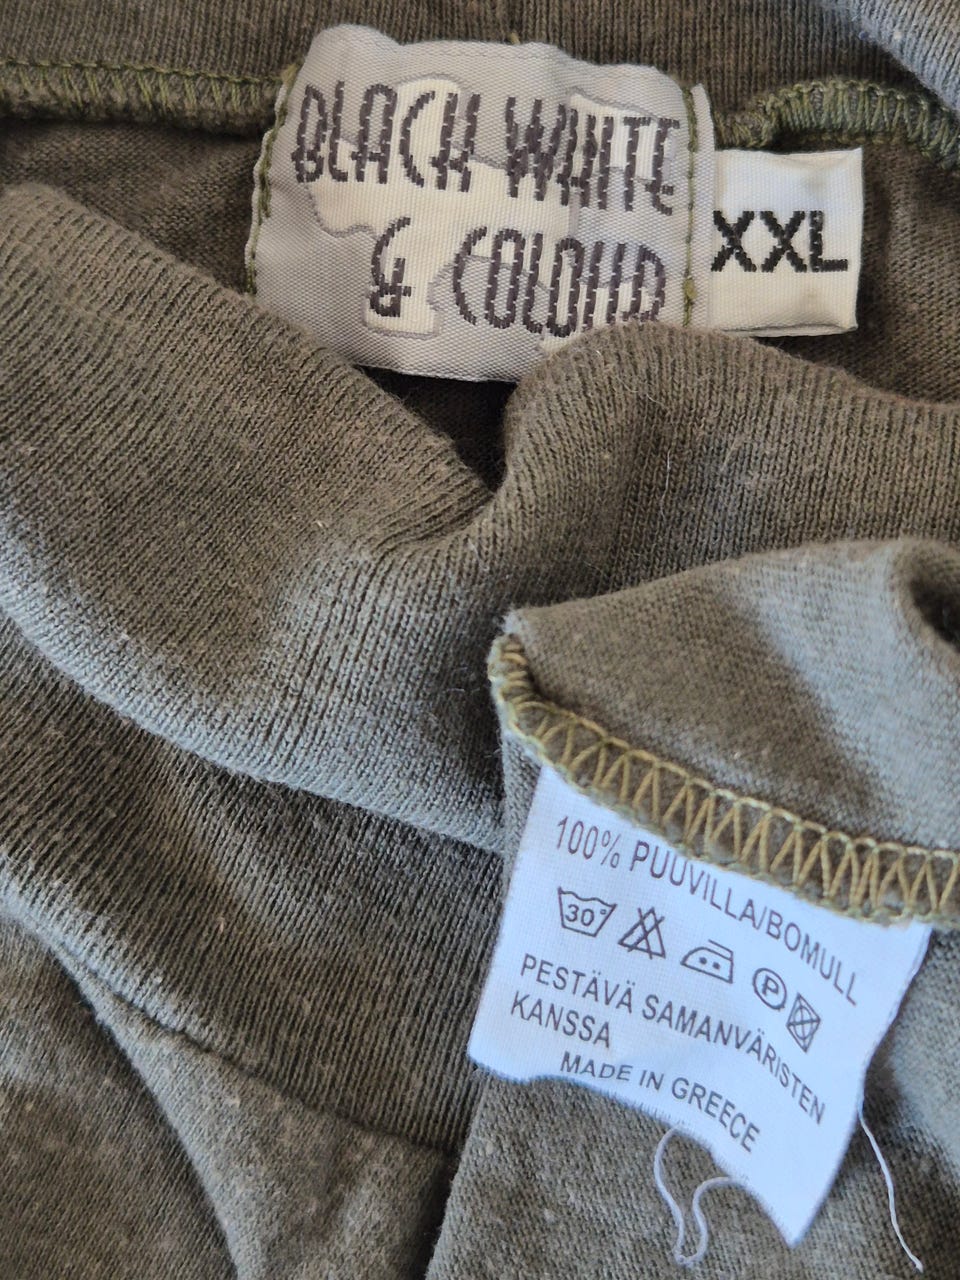 BLACK WHITE
& COLOUR
XXL
100% PUUVILLA/BOMULL
30°
P
PESTÄVÄ SAMANVÄRISTEN
KANSSA
MADE IN GREECE